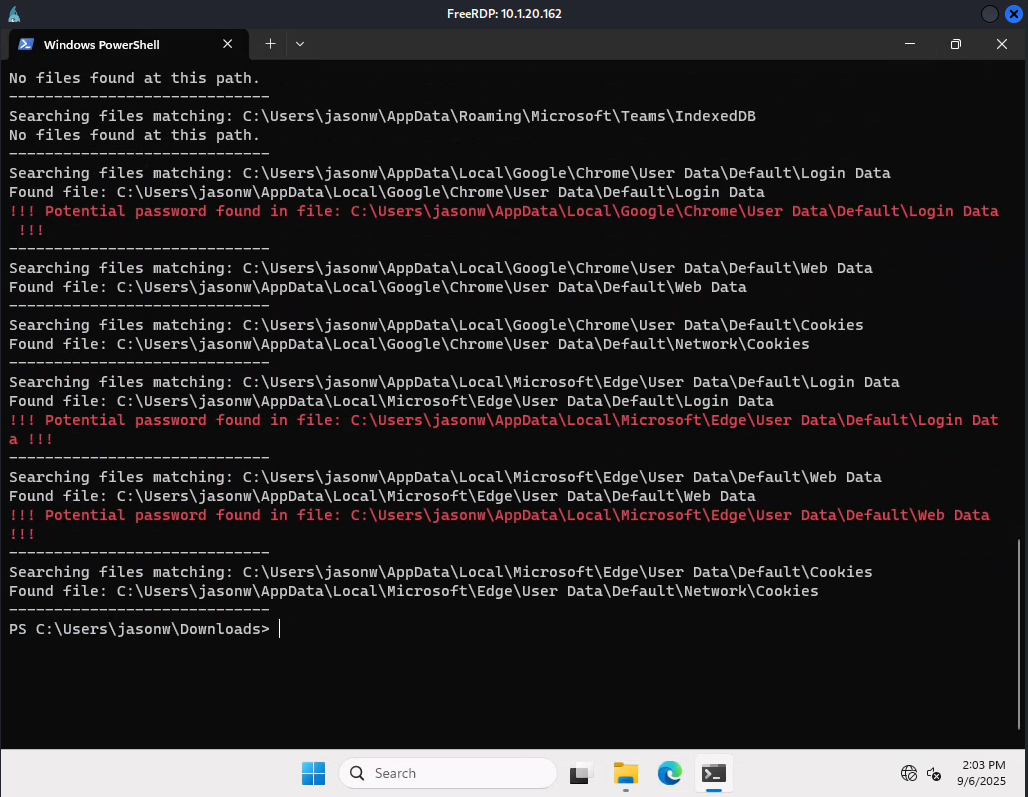 FreeRDP: 10.1.20.162
Windows PowerShell
No files found at this path.
-----------------------------
Searching files matching: C:\Users\jasonw\AppData\Roaming\Microsoft\Teams\IndexedDB
No files found at this path.
-----------------------------
Searching files matching: C:\Users\jasonw\AppData\Local\Google\Chrome\User Data\Default\Login Data
Found file: C:\Users\jasonw\AppData\Local\Google\Chrome\User Data\Default\Login Data
!!! Potential password found in file: C:\Users\jasonw\AppData\Local\Google\Chrome\User Data\Default\Login Data
!!!
-----------------------------
Searching files matching: C:\Users\jasonw\AppData\Local\Google\Chrome\User Data\Default\Web Data
Found file: C:\Users\jasonw\AppData\Local\Google\Chrome\User Data\Default\Web Data
-----------------------------
Searching files matching: C:\Users\jasonw\AppData\Local\Google\Chrome\User Data\Default\Cookies
Found file: C:\Users\jasonw\AppData\Local\Google\Chrome\User Data\Default\Network\Cookies
-----------------------------
Searching files matching: C:\Users\jasonw\AppData\Local\Microsoft\Edge\User Data\Default\Login Data
Found file: C:\Users\jasonw\AppData\Local\Microsoft\Edge\User Data\Default\Login Data
!!! Potential password found in file: C:\Users\jasonw\AppData\Local\Microsoft\Edge\User Data\Default\Login Dat
a !!!
-----------------------------
Searching files matching: C:\Users\jasonw\AppData\Local\Microsoft\Edge\User Data\Default\Web Data
Found file: C:\Users\jasonw\AppData\Local\Microsoft\Edge\User Data\Default\Web Data
!!! Potential password found in file: C:\Users\jasonw\AppData\Local\Microsoft\Edge\User Data\Default\Web Data
!!!
-----------------------------
Searching files matching: C:\Users\jasonw\AppData\Local\Microsoft\Edge\User Data\Default\Cookies
Found file: C:\Users\jasonw\AppData\Local\Microsoft\Edge\User Data\Default\Network\Cookies
-----------------------------
PS C:\Users\jasonw\Downloads>
Search
2:03 PM
9/6/2025